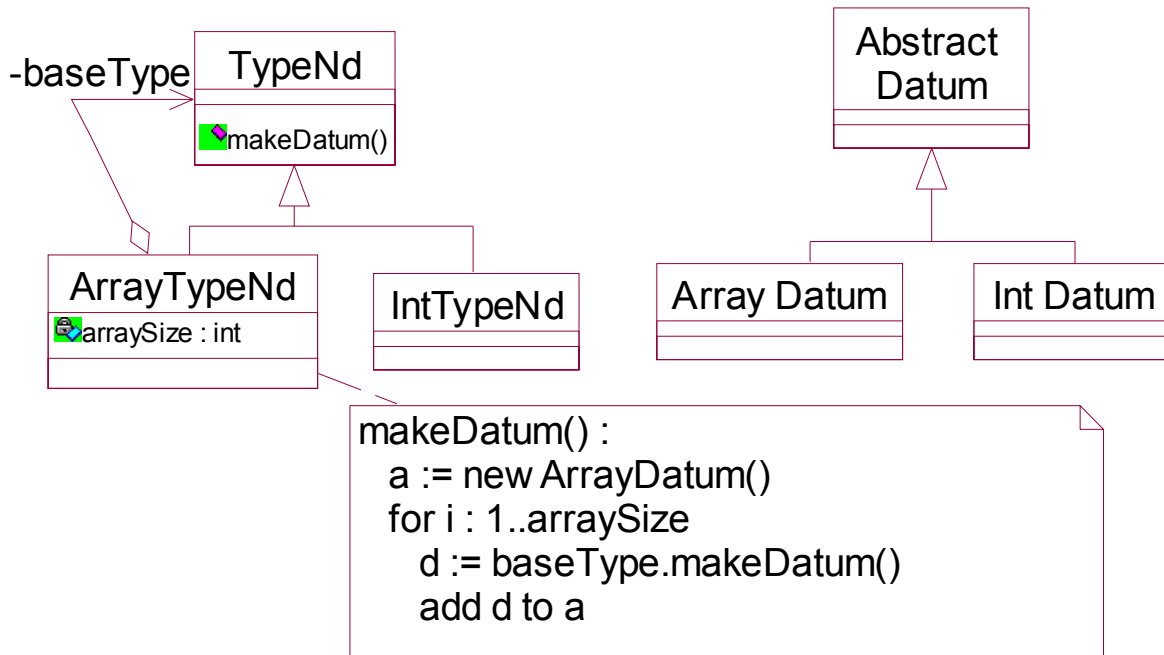 -baseType
TypeNd
makeDatum()
Abstract
Datum
ArrayTypeNd
arraySize : int
IntTypeNd
Array Datum
Int Datum
makeDatum() :
a := new ArrayDatum()
for i : 1..arraySize
d := baseType.makeDatum()
add d to a